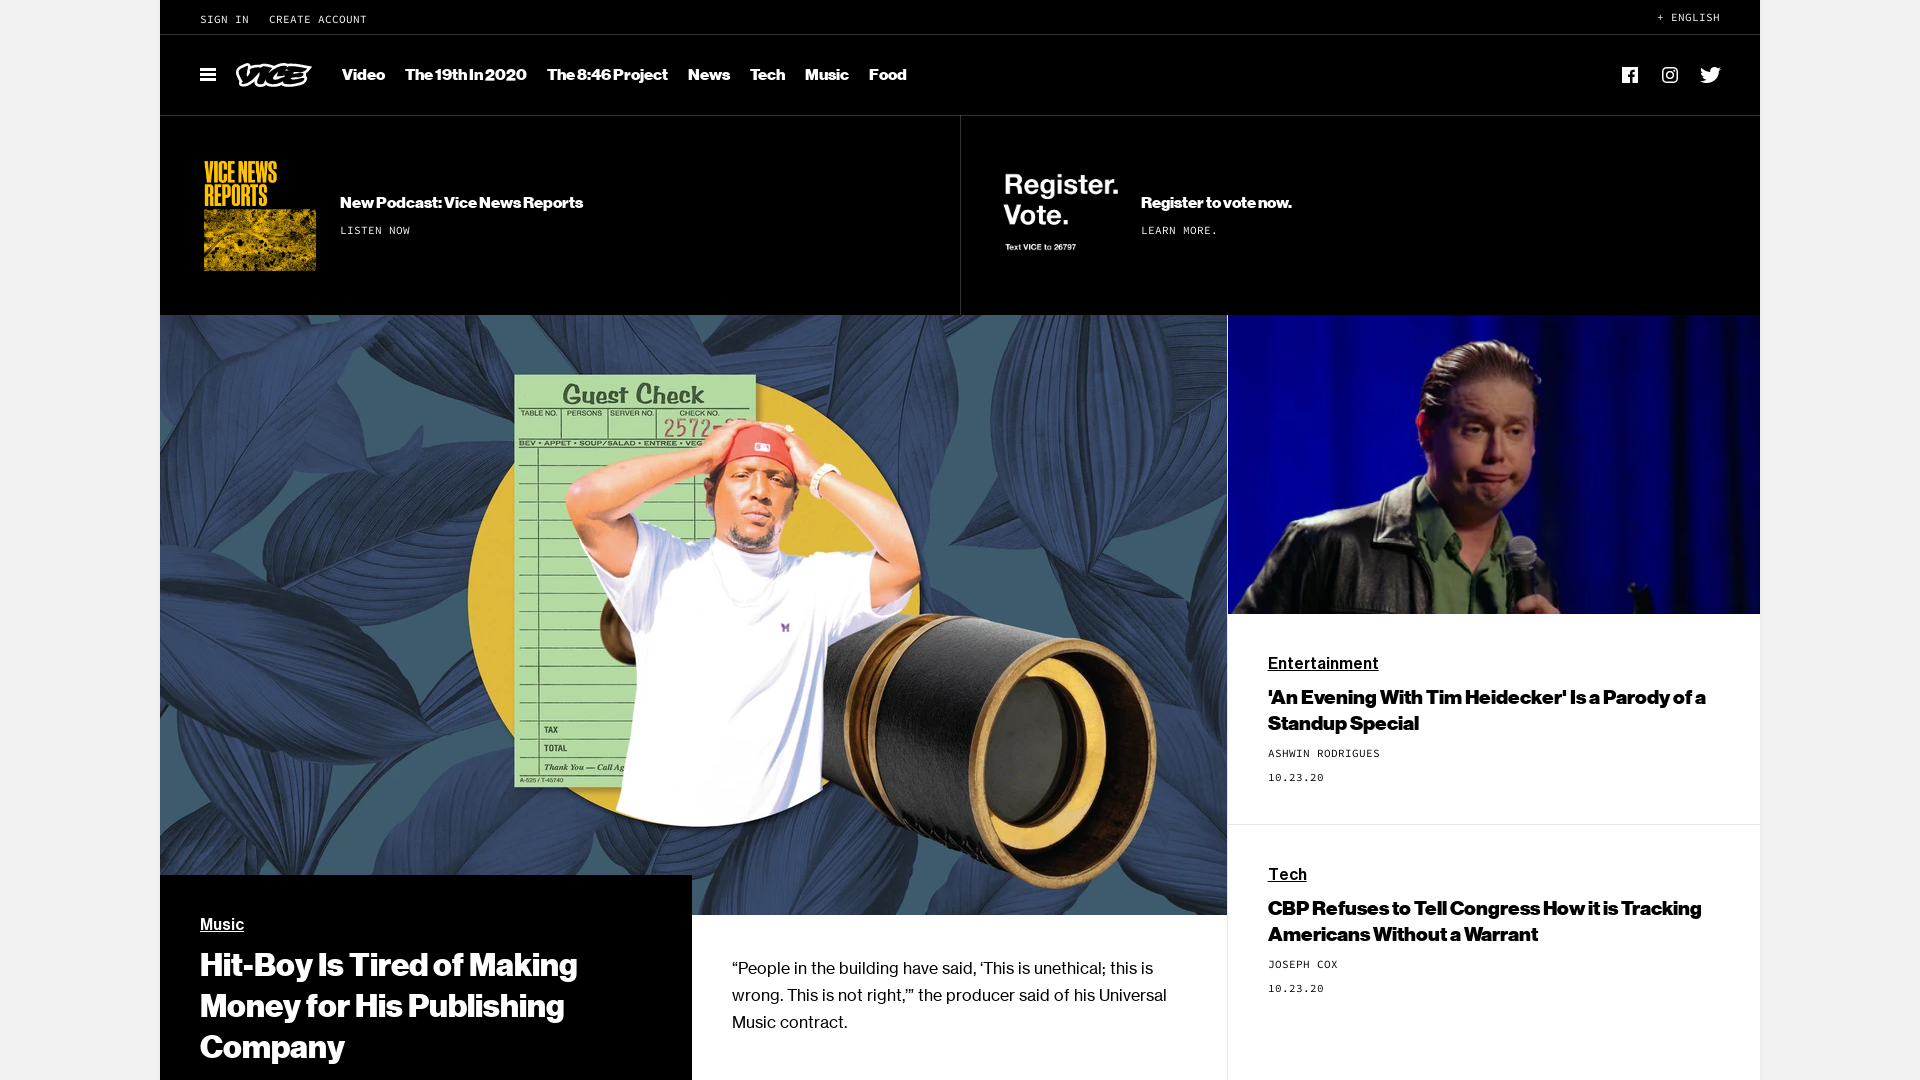 SIGN IN
CREATE ACCOUNT
+ ENGLISH
VICE
Video
The 19th In 2020
The 8:46 Project
News
Tech
Music
Food
VICE NEWS
REPORTS
New Podcast: Vice News Reports
LISTEN NOW
Register.
Vote.
Text VICE to 26797
Register to vote now.
LEARN MORE.
Guest Check
TABLE NO. PERSONS SERVER NO. CHECK NO.
2572-
BEV • APPET • SOUP/SALAD • ENTREE • VEG
TAX
TOTAL
Thank You — Call
A-525 / T-45740
Music
Hit-Boy Is Tired of Making
Money for His Publishing
Company
“People in the building have said, ‘This is unethical; this is
wrong. This is not right,’” the producer said of his Universal
Music contract.
Entertainment
'An Evening With Tim Heidecker' Is a Parody of a
Standup Special
ASHWIN RODRIGUES
10.23.20
Tech
CBP Refuses to Tell Congress How it is Tracking
Americans Without a Warrant
JOSEPH COX
10.23.20